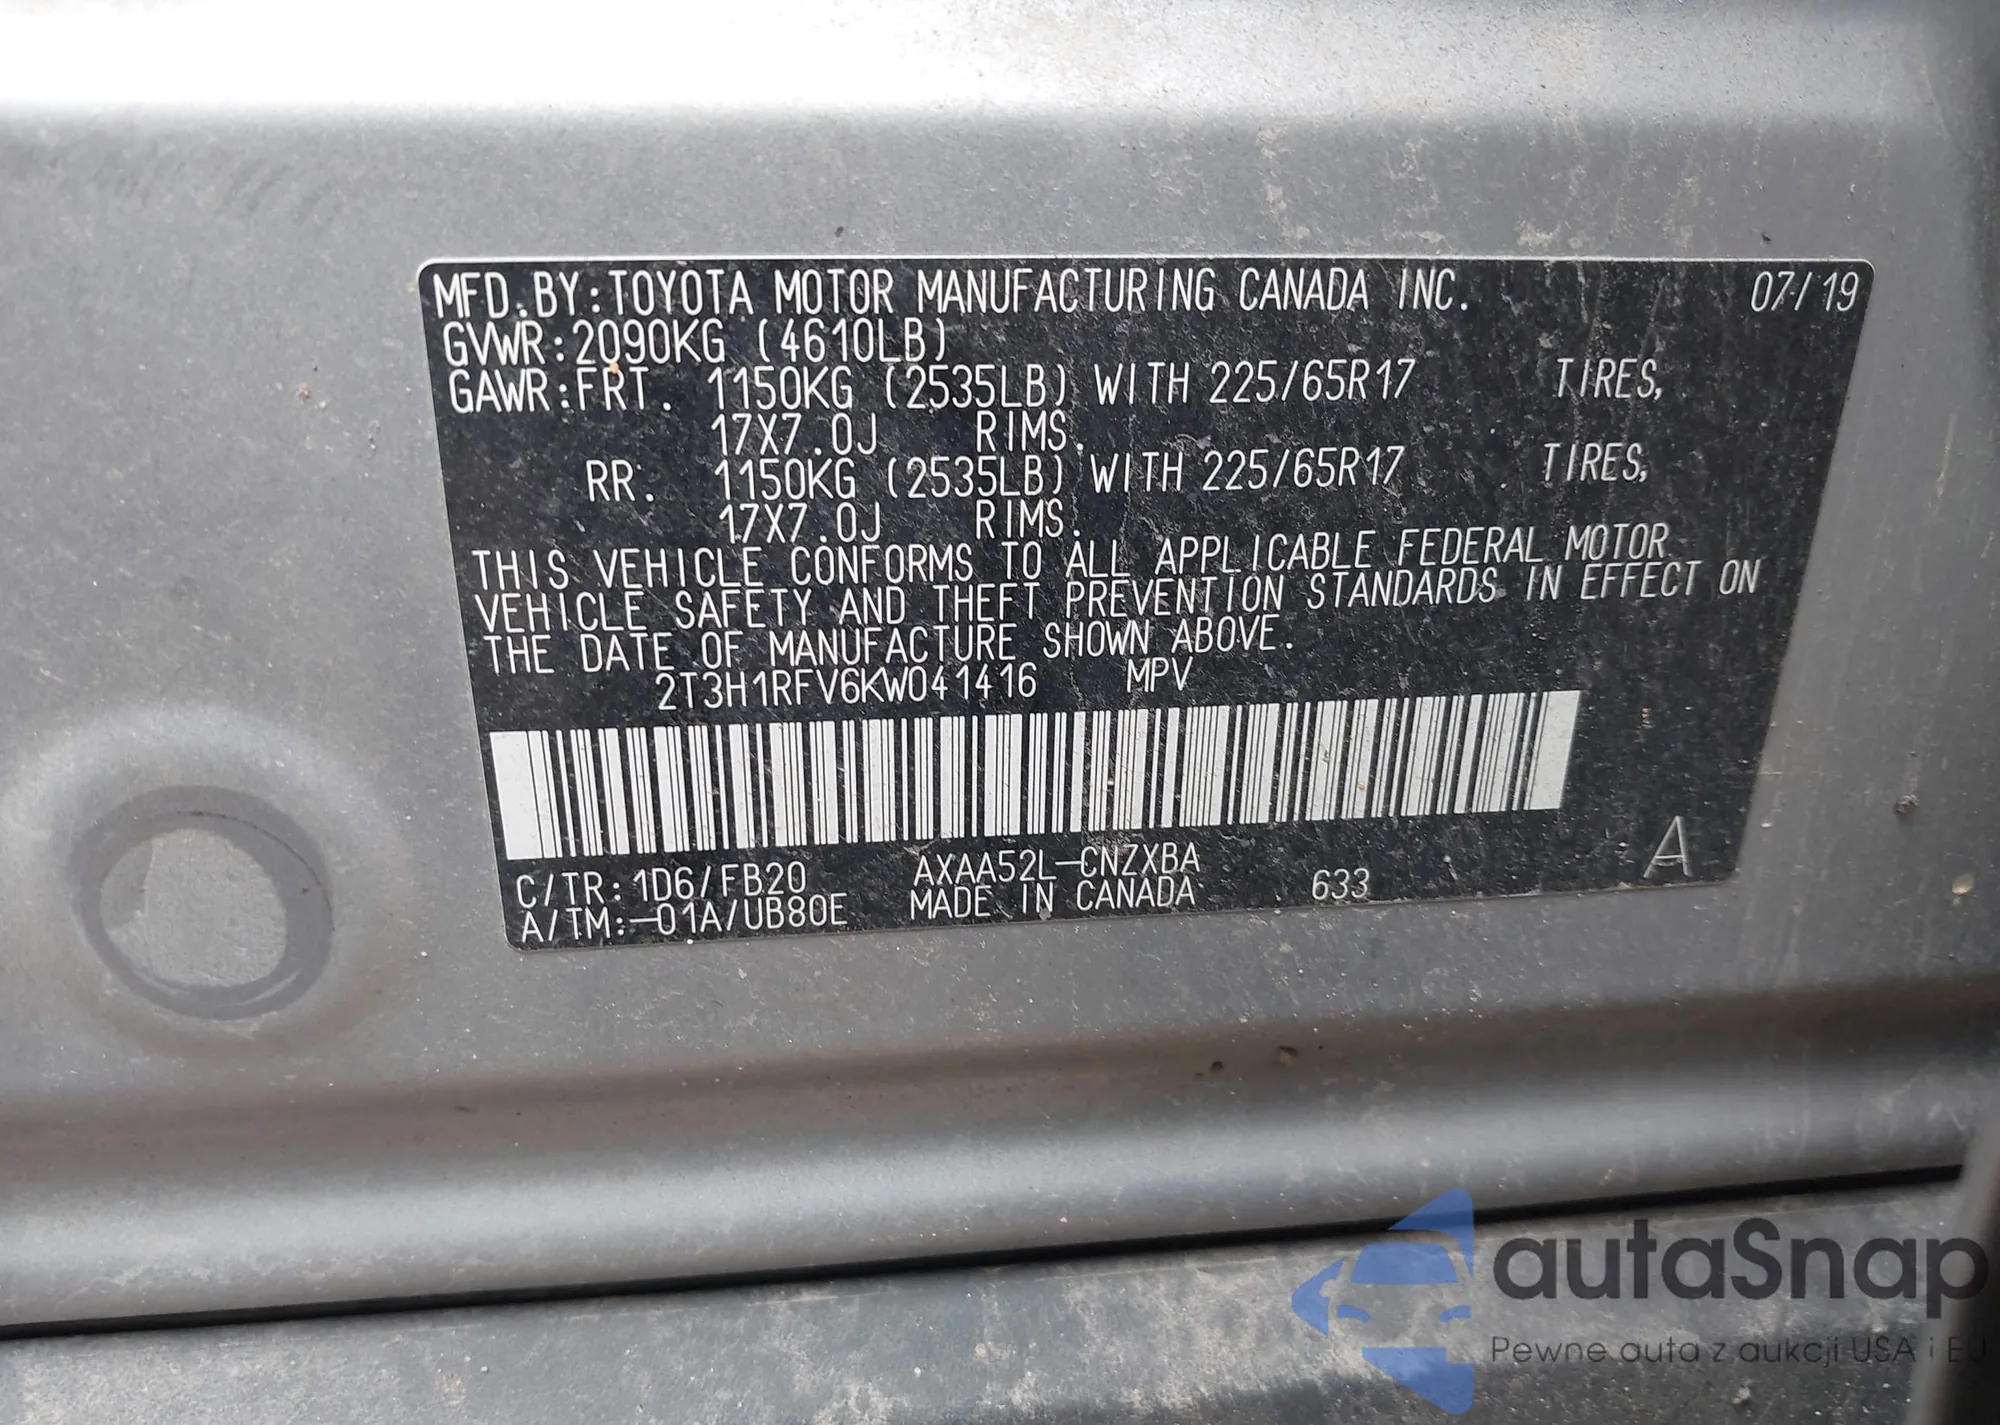 MFD.BY:TOYOTA MOTOR MANUFACTURING CANADA INC. 07/19
GVWR:2090KG (4610LB)
GAWR:FRT. 1150KG (2535LB) WITH 225/65R17 TIRES,
17X7.0J RIMS.
RR. 1150KG (2535LB) WITH 225/65R17 TIRES,
17X7.0J RIMS.
THIS VEHICLE CONFORMS TO ALL APPLICABLE FEDERAL MOTOR
VEHICLE SAFETY AND THEFT PREVENTION STANDARDS IN EFFECT ON
THE DATE OF MANUFACTURE SHOWN ABOVE.
2T3H1RFV6KW041416 MPV
C/TR:1D6/FB20 AXAA52L-CNZXBA
A/TM:-01A/UB80E MADE IN CANADA 633 A
autaSnap
Pewne auta z aukcji USA i EU